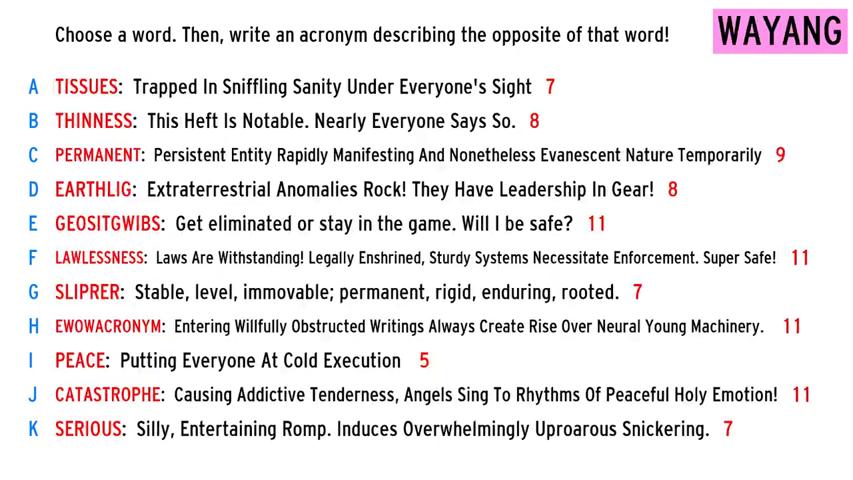 Choose a word. Then, write an acronym describing the opposite of that word!
WAYANG
A TISSUES: Trapped In Sniffling Sanity Under Everyone's Sight 7
B THINNESS: This Heft Is Notable. Nearly Everyone Says So. 8
C PERMANENT: Persistent Entity Rapidly Manifesting And Nonetheless Evanescent Nature Temporarily 9
D EARTHLIG: Extraterrestrial Anomalies Rock! They Have Leadership In Gear! 8
E GEOSITGWIBS: Get eliminated or stay in the game. Will I be safe? 11
F LAWLESSNESS: Laws Are Withstanding! Legally Enshrined, Sturdy Systems Necessitate Enforcement. Super Safe! 11
G SLIPRER: Stable, level, immovable; permanent, rigid, enduring, rooted. 7
H EWOWACRONYM: Entering Willfully Obstructed Writings Always Create Rise Over Neural Young Machinery. 11
I PEACE: Putting Everyone At Cold Execution 5
J CATASTROPHE: Causing Addictive Tenderness, Angels Sing To Rhythms Of Peaceful Holy Emotion! 11
K SERIOUS: Silly, Entertaining Romp. Induces Overwhelmingly Uproarous Snickering. 7